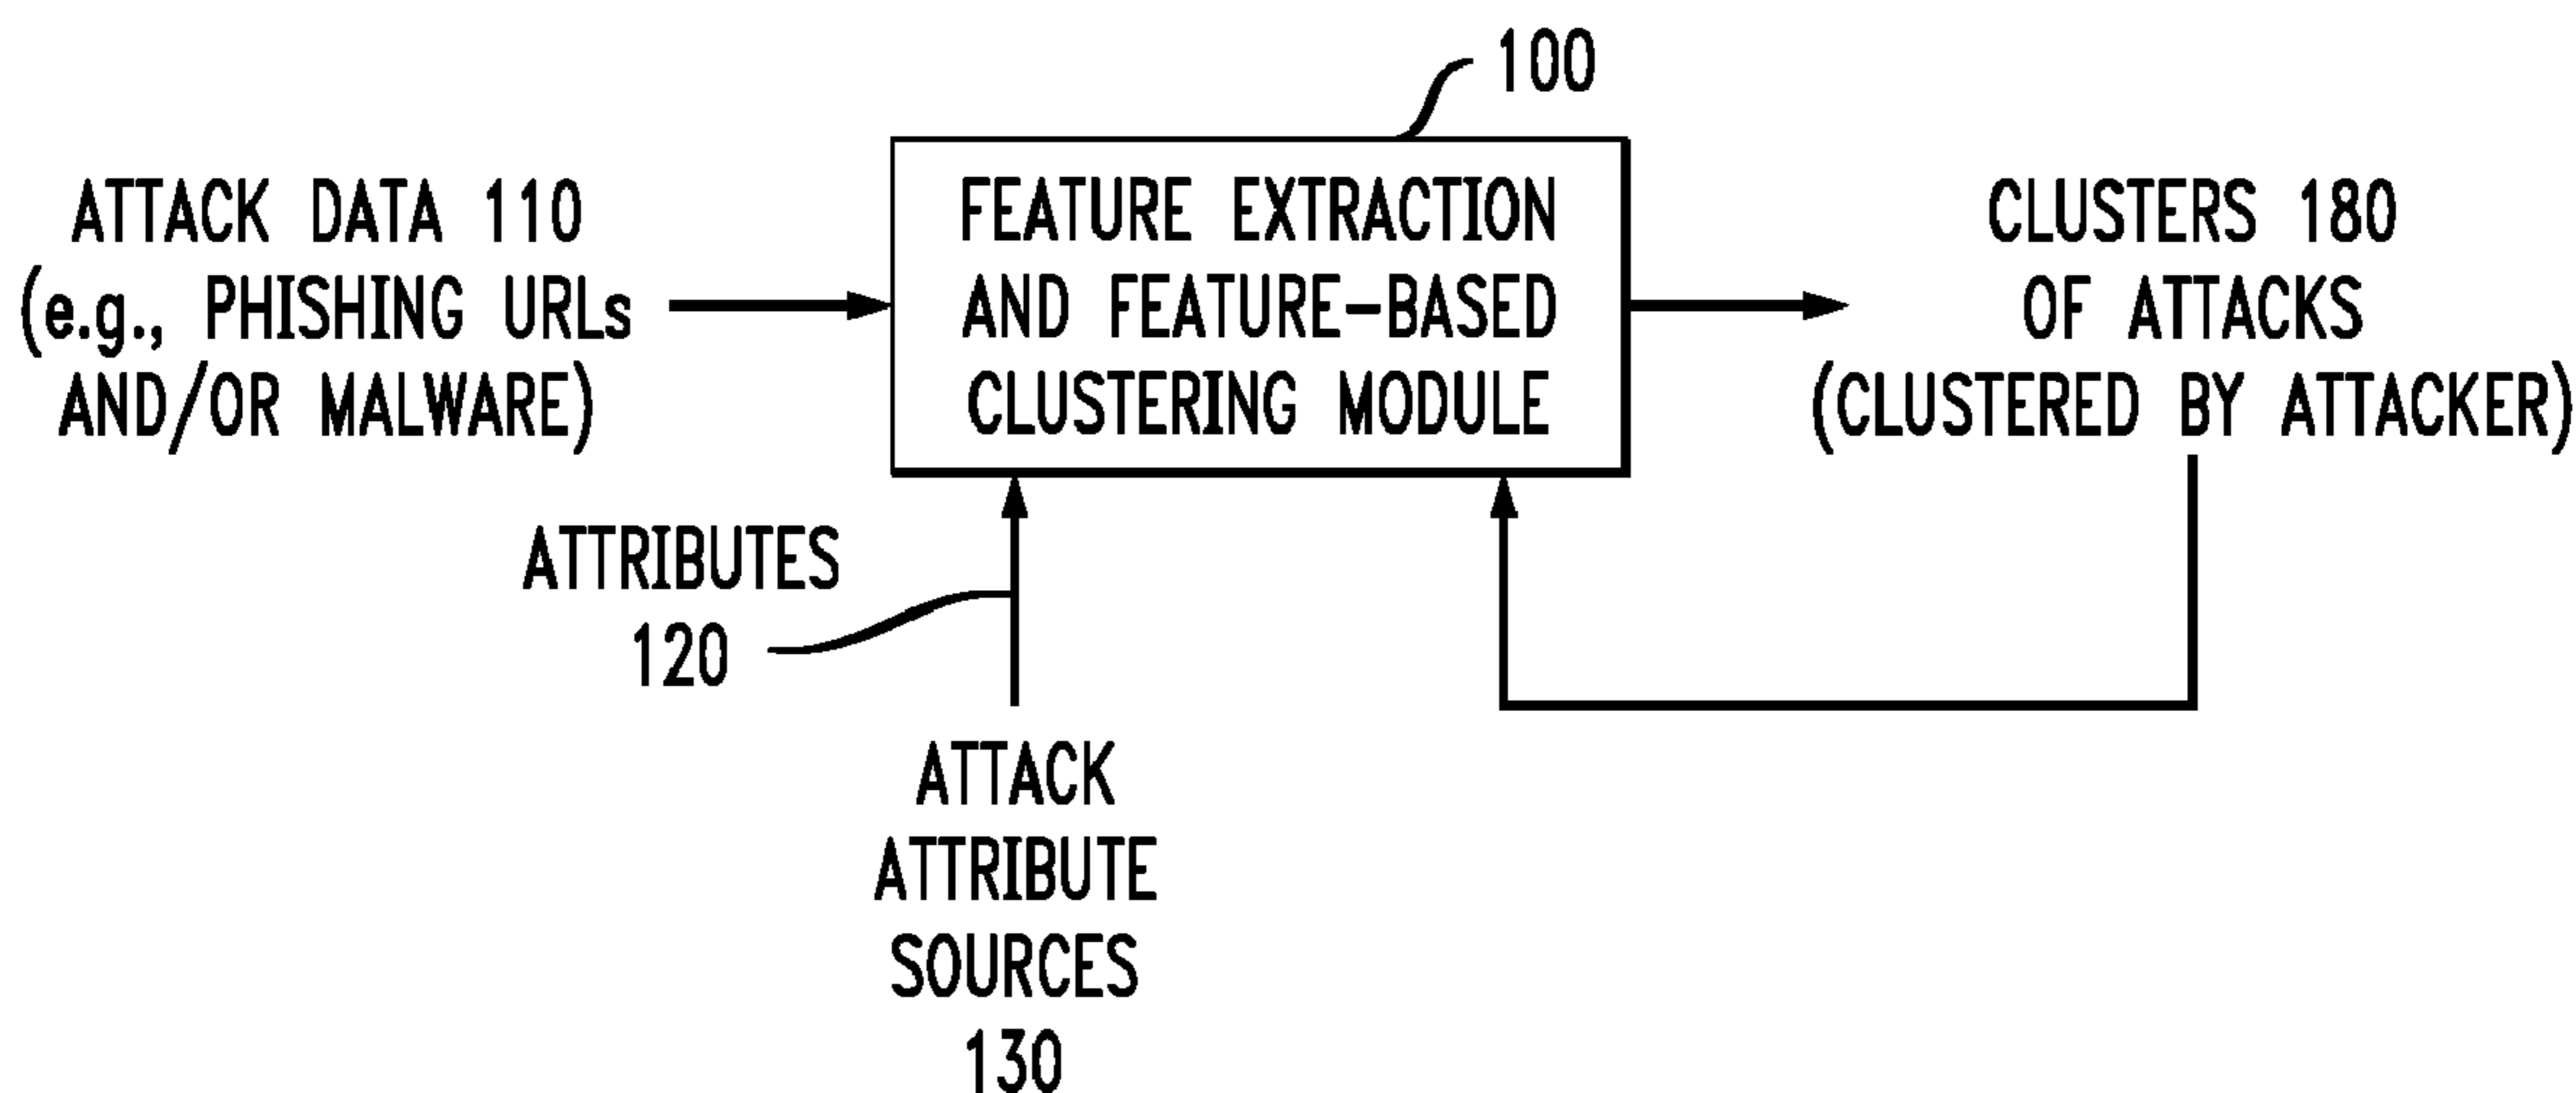 100
ATTACK DATA 110
(e.g., PHISHING URLs
AND/OR MALWARE)
FEATURE EXTRACTION
AND FEATURE-BASED
CLUSTERING MODULE
CLUSTERS 180
OF ATTACKS
(CLUSTERED BY ATTACKER)
ATTRIBUTES
120
ATTACK
ATTRIBUTE
SOURCES
130